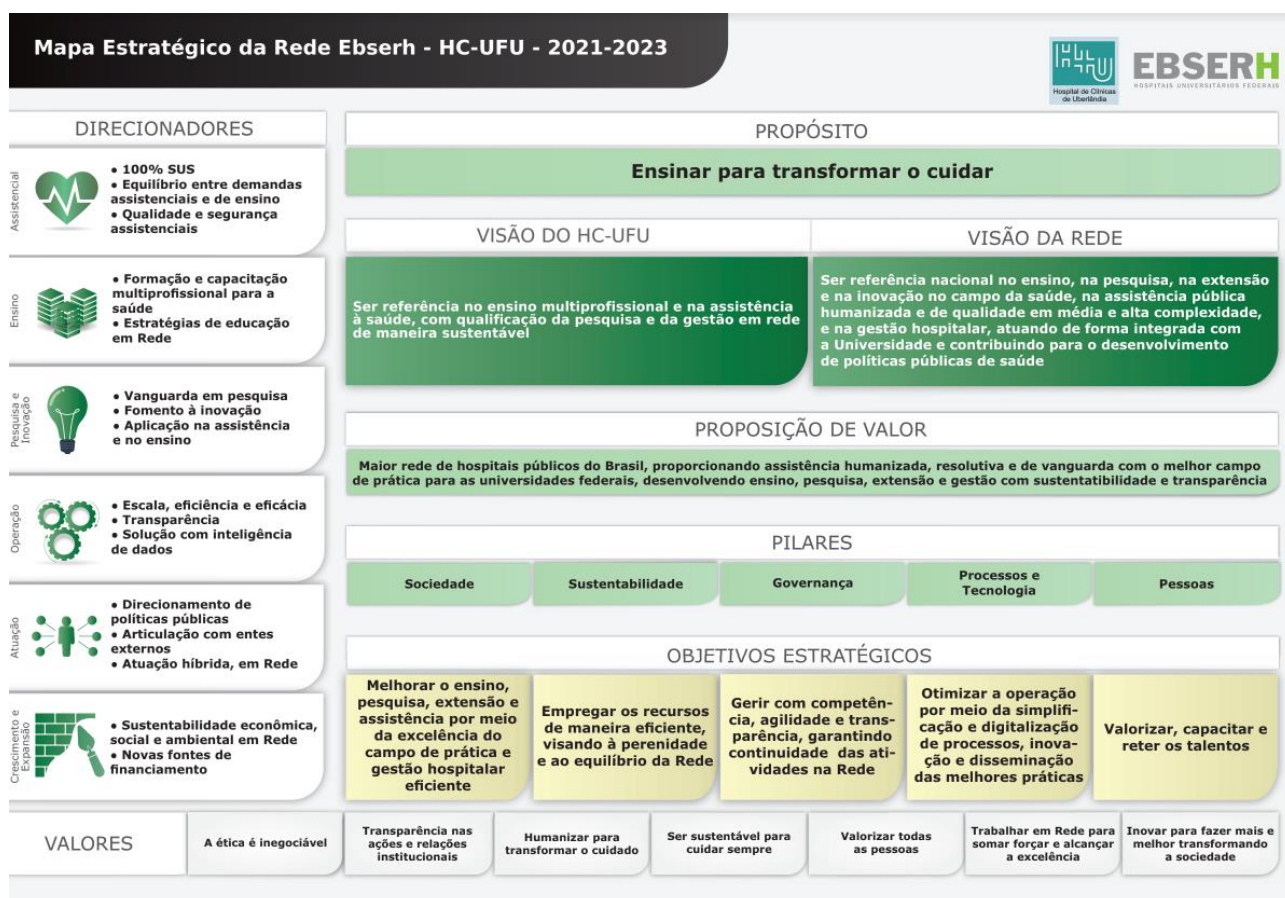 Mapa Estratégico da Rede Ebserh - HC-UFU - 2021-2023
HU
Hospital de Clínicas
de Uberlândia
EBSERH
HOSPITAIS UNIVERSITÁRIOS FEDERAIS
DIRECIONADORES
Assistencial
• 100% SUS
• Equilíbrio entre demandas
assistenciais e de ensino
• Qualidade e segurança
assistenciais
Ensino
• Formação e capacitação
multiprofissional para a
saúde
• Estratégias de educação
em Rede
Pesquisa e
Inovação
• Vanguarda em pesquisa
• Fomento à inovação
• Aplicação na assistência
e no ensino
Operação
• Escala, eficiência e eficácia
• Transparência
• Solução com inteligência
de dados
Atuação
• Direcionamento de
políticas públicas
• Articulação com entes
externos
• Atuação híbrida, em Rede
Crescimento e
Expansão
• Sustentabilidade econômica,
social e ambiental em Rede
• Novas fontes de
financiamento
PROPÓSITO
Ensinar para transformar o cuidar
VISÃO DO HC-UFU
Ser referência no ensino multiprofissional e na assistência
à saúde, com qualificação da pesquisa e da gestão em rede
de maneira sustentável
VISÃO DA REDE
Ser referência nacional no ensino, na pesquisa, na extensão
e na inovação no campo da saúde, na assistência pública
humanizada e de qualidade em média e alta complexidade,
e na gestão hospitalar, atuando de forma integrada com
a Universidade e contribuindo para o desenvolvimento
de políticas públicas de saúde
PROPOSIÇÃO DE VALOR
Maior rede de hospitais públicos do Brasil, proporcionando assistência humanizada, resolutiva e de vanguarda com o melhor campo
de prática para as universidades federais, desenvolvendo ensino, pesquisa, extensão e gestão com sustentatibilidade e transparência
PILARES
Sociedade
Sustentabilidade
Governança
Processos e
Tecnologia
Pessoas
OBJETIVOS ESTRATÉGICOS
Melhorar o ensino,
pesquisa, extensão e
assistência por meio
da excelência do
campo de prática e
gestão hospitalar
eficiente
Empregar os recursos
de maneira eficiente,
visando à perenidade
e ao equilíbrio da Rede
Gerir com competên-
cia, agilidade e trans-
parência, garantindo
continuidade das ati-
vidades na Rede
Otimizar a operação
por meio da simplifi-
cação e digitalização
de processos, inova-
ção e disseminação
das melhores práticas
Valorizar, capacitar e
reter os talentos
VALORES
A ética é inegociável
Transparência nas
ações e relações
institucionais
Humanizar para
transformar o cuidado
Ser sustentável para
cuidar sempre
Valorizar todas
as pessoas
Trabalhar em Rede para
somar forçar e alcançar
a excelência
Inovar para fazer mais e
melhor transformando
a sociedade